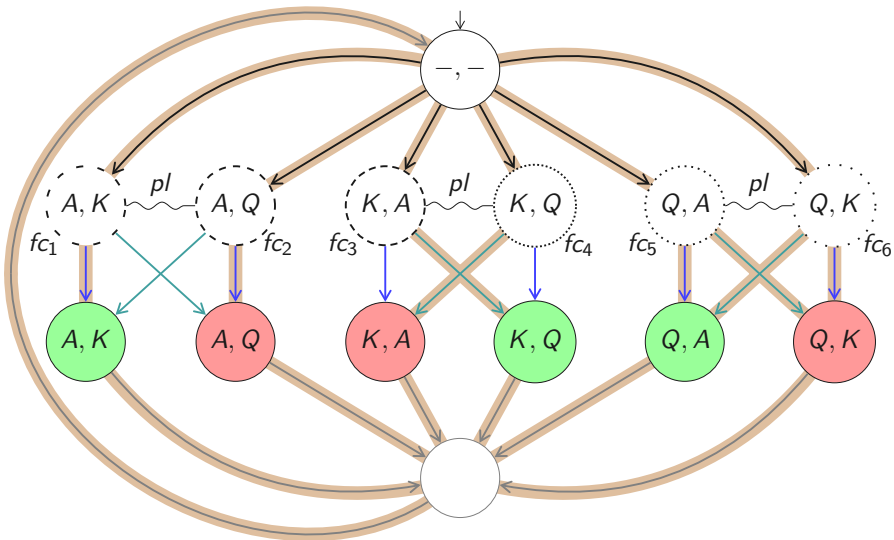 −, −
pl pl pl
A, K A, Q K, A K, Q Q, A Q, K
fc1 fc2 fc3 fc4 fc5 fc6
A, K A, Q K, A K, Q Q, A Q, K